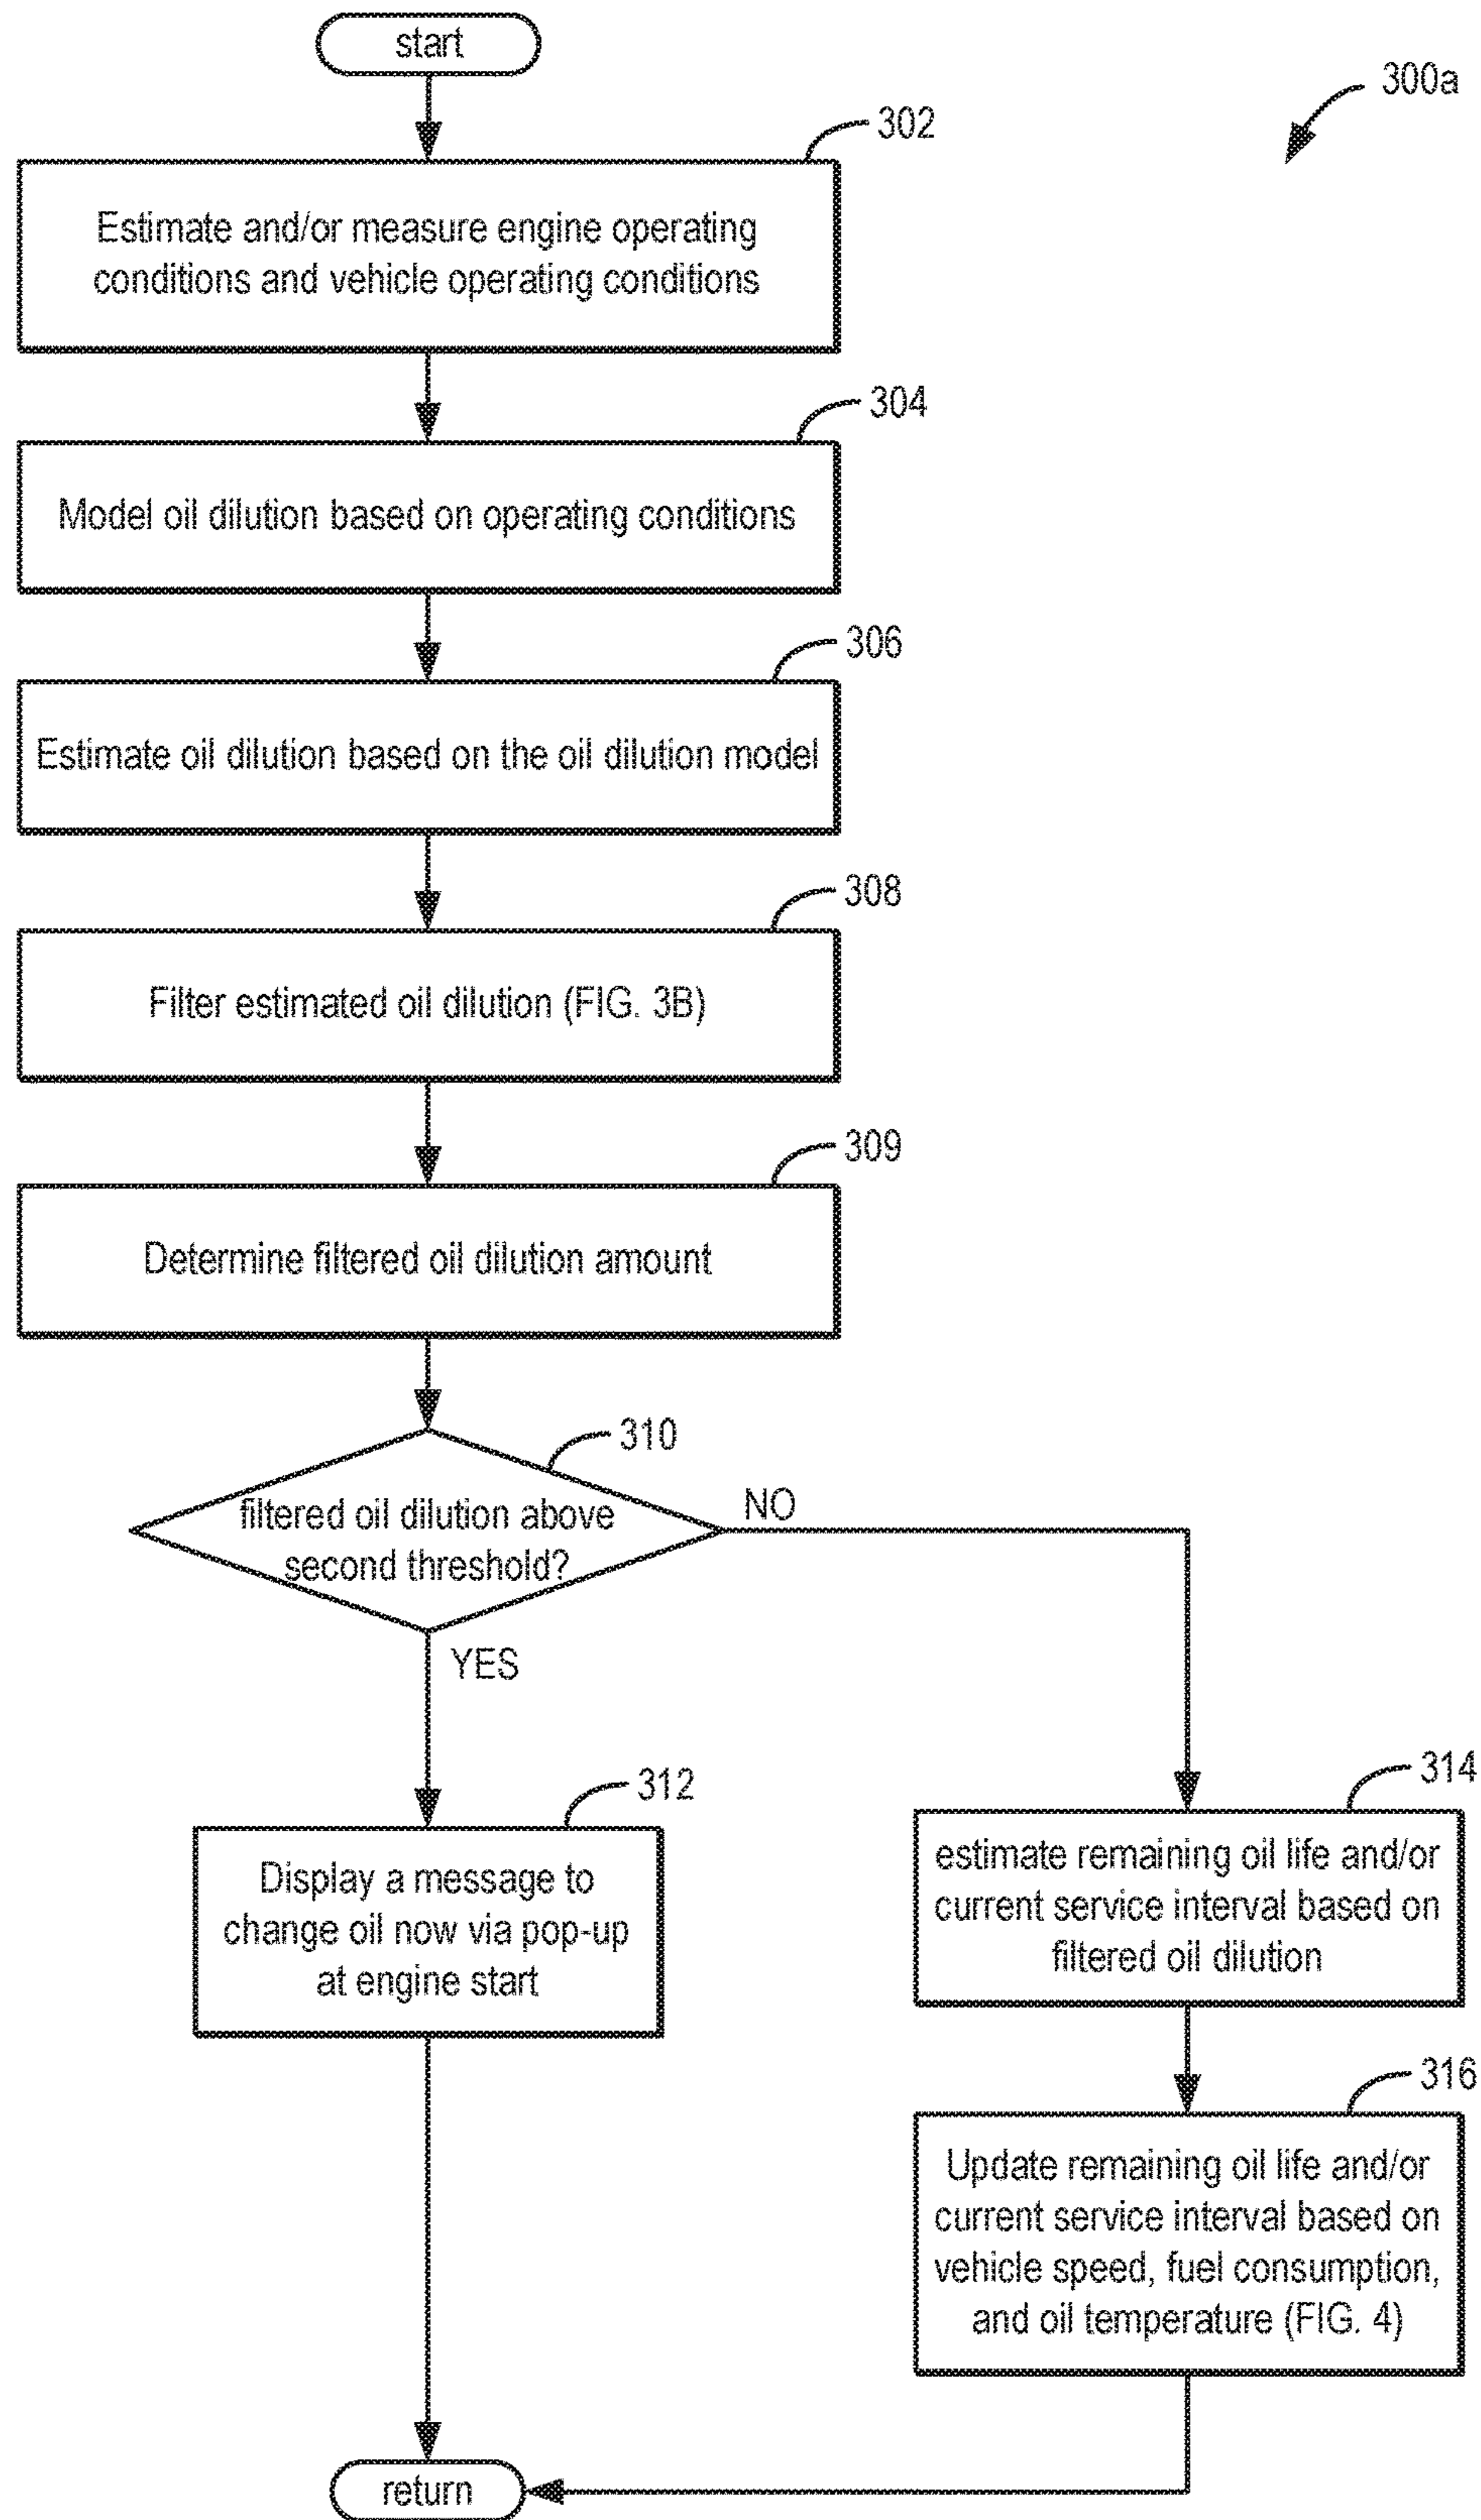 start
300a
302
Estimate and/or measure engine operating
conditions and vehicle operating conditions
304
Model oil dilution based on operating conditions
306
Estimate oil dilution based on the oil dilution model
308
Filter estimated oil dilution (FIG. 3B)
309
Determine filtered oil dilution amount
310
filtered oil dilution above
second threshold?
NO
YES
312
Display a message to
change oil now via pop-up
at engine start
314
estimate remaining oil life and/or
current service interval based on
filtered oil dilution
316
Update remaining oil life and/or
current service interval based on
vehicle speed, fuel consumption,
and oil temperature (FIG. 4)
return